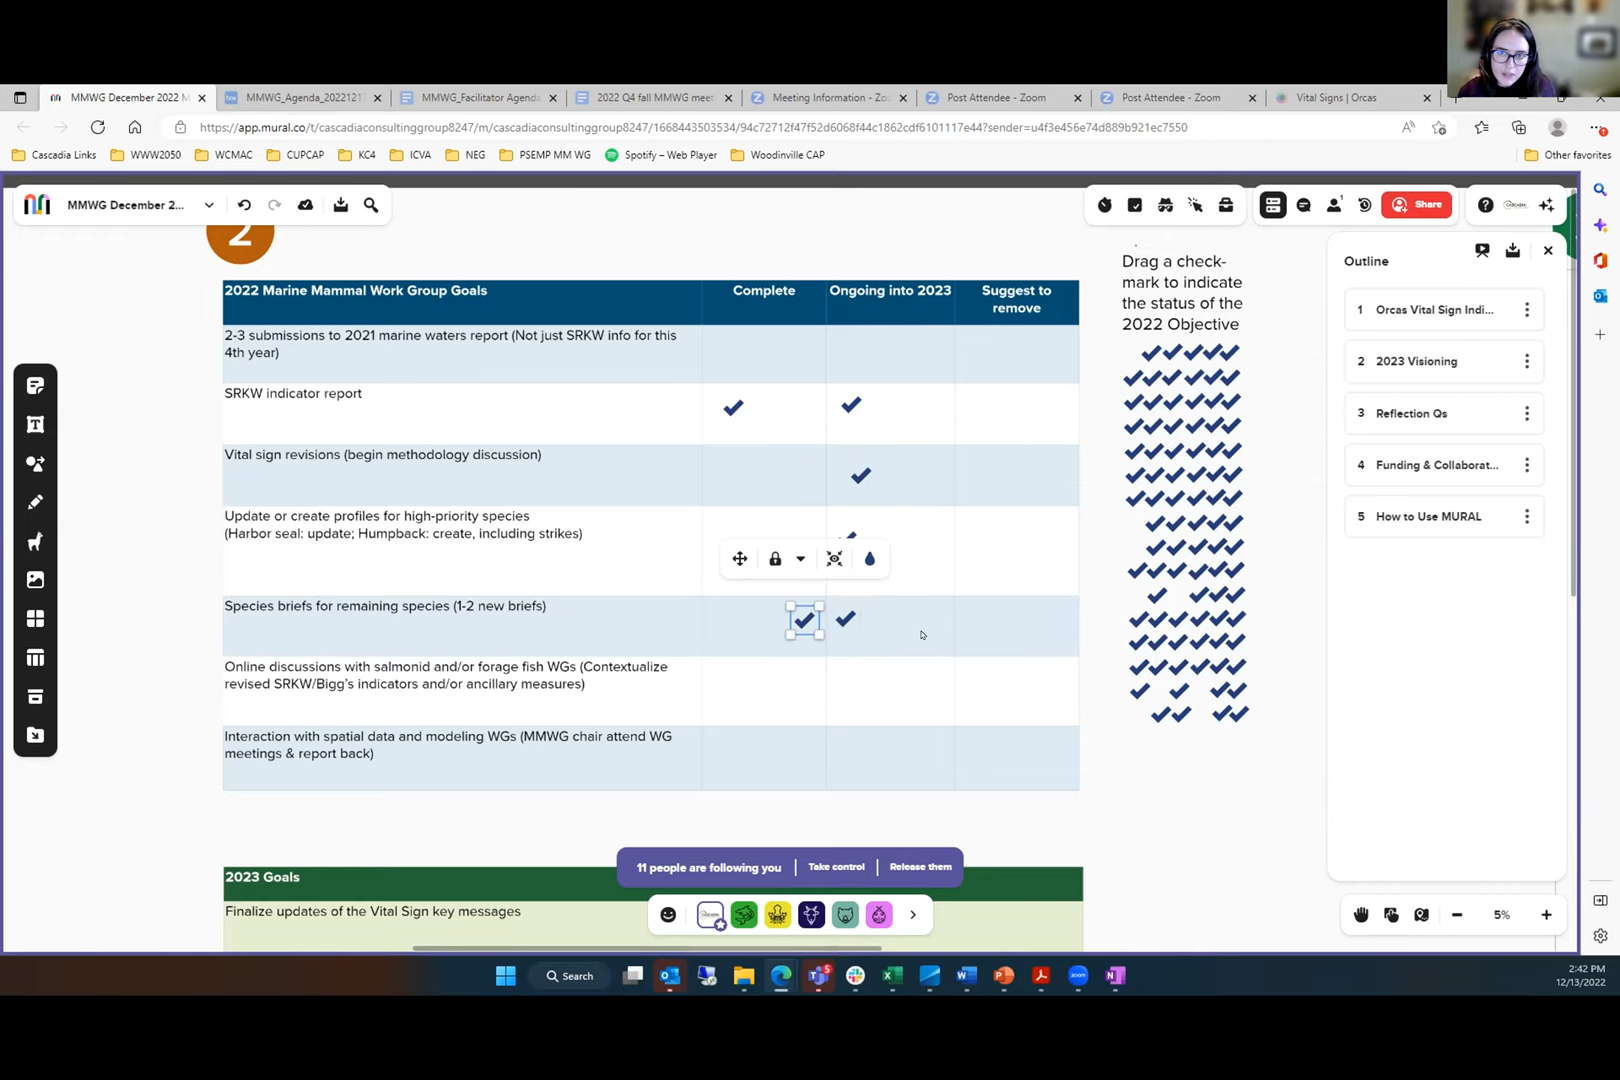 MMWG December 2022 M
MMWG_Agenda_2022121
MMWG_Facilitator Agenda
2022 Q4 fall MMWG meet
Meeting Information - Zo
Post Attendee - Zoom
Post Attendee - Zoom
Vital Signs | Orcas
https://app.mural.co/t/cascadiaconsultinggroup8247/m/cascadiaconsultinggroup8247/1668443503534/94c72712f47f52d6068f44c1862cdf6101117e44?sender=u4f3e456e74d889b921ec7550
Cascadia Links
WWW2050
WCMAC
CUPCAP
KC4
ICVA
NEG
PSEMP MM WG
Spotify – Web Player
Woodinville CAP
Other favorites
MMWG December 2...
1
Share
2
2022 Marine Mammal Work Group Goals
Complete
Ongoing into 2023
Suggest to
remove
2-3 submissions to 2021 marine waters report (Not just SRKW info for this
4th year)
SRKW indicator report
Vital sign revisions (begin methodology discussion)
Update or create profiles for high-priority species
(Harbor seal: update; Humpback: create, including strikes)
Species briefs for remaining species (1-2 new briefs)
Online discussions with salmonid and/or forage fish WGs (Contextualize
revised SRKW/Bigg's indicators and/or ancillary measures)
Interaction with spatial data and modeling WGs (MMWG chair attend WG
meetings & report back)
Drag a check-
mark to indicate
the status of the
2022 Objective
Outline
1 Orcas Vital Sign Indi...
2 2023 Visioning
3 Reflection Qs
4 Funding & Collaborat...
5 How to Use MURAL
2023 Goals
Finalize updates of the Vital Sign key messages
11 people are following you
Take control
Release them
5%
Search
5
2:42 PM
12/13/2022